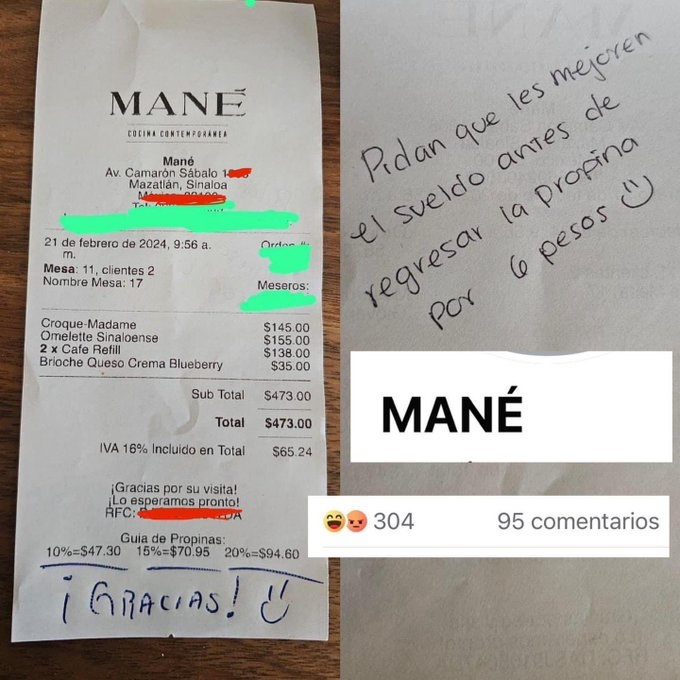 MANÉ
COCINA CONTEMPORÁNEA
Mané
Av. Camarón Sábalo
Mazatlán, Sinaloa
21 de febrero de 2024, 9:56 a.
m.
Mesa: 11, clientes 2
Nombre Mesa: 17
Meseros:
Croque-Madame $145.00
Omelette Sinaloense $155.00
2 x Cafe Refill $138.00
Brioche Queso Crema Blueberry $35.00
Sub Total $473.00
Total $473.00
IVA 16% Incluido en Total $65.24
¡Gracias por su visita!
¡Lo esperamos pronto!
RFC:
Guia de Propinas:
10%=$47.30 15%=$70.95 20%=$94.60
¡GRACIAS!
Pidan que les mejoren
el sueldo antes de
regresar la propina
por 6 pesos
MANÉ
304 95 comentarios